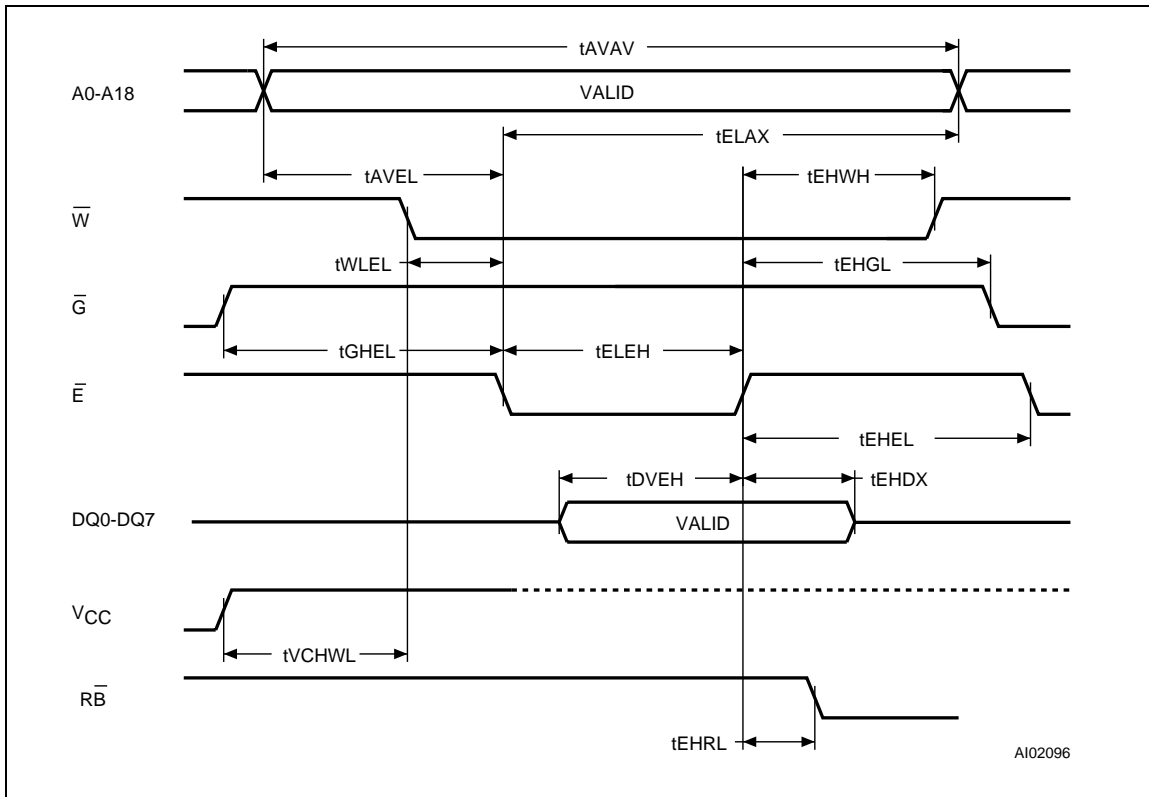 tAVAV
A0-A18
VALID
tELAX
tAVEL
tEHWH
W̅
tWLEL
tEHGL
G̅
tGHEL
tELEH
E̅
tEHEL
tDVEH
tEHDX
DQ0-DQ7
VALID
VCC
tVCHWL
RB̅
tEHRL
AI02096